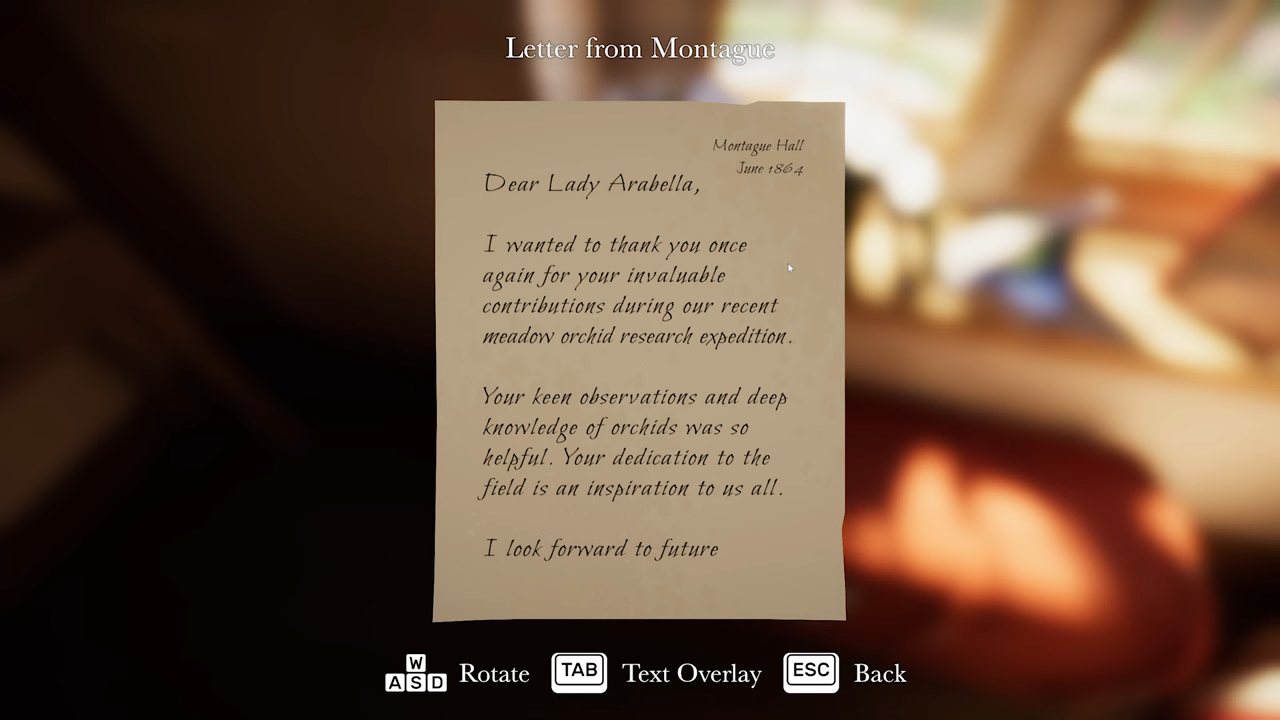 Letter from Montague
Montague Hall
June 1864
Dear Lady Arabella,
I wanted to thank you once
again for your invaluable
contributions during our recent
meadow orchid research expedition.
Your keen observations and deep
knowledge of orchids was so
helpful. Your dedication to the
field is an inspiration to us all.
I look forward to future
W
A S D Rotate TAB Text Overlay ESC Back